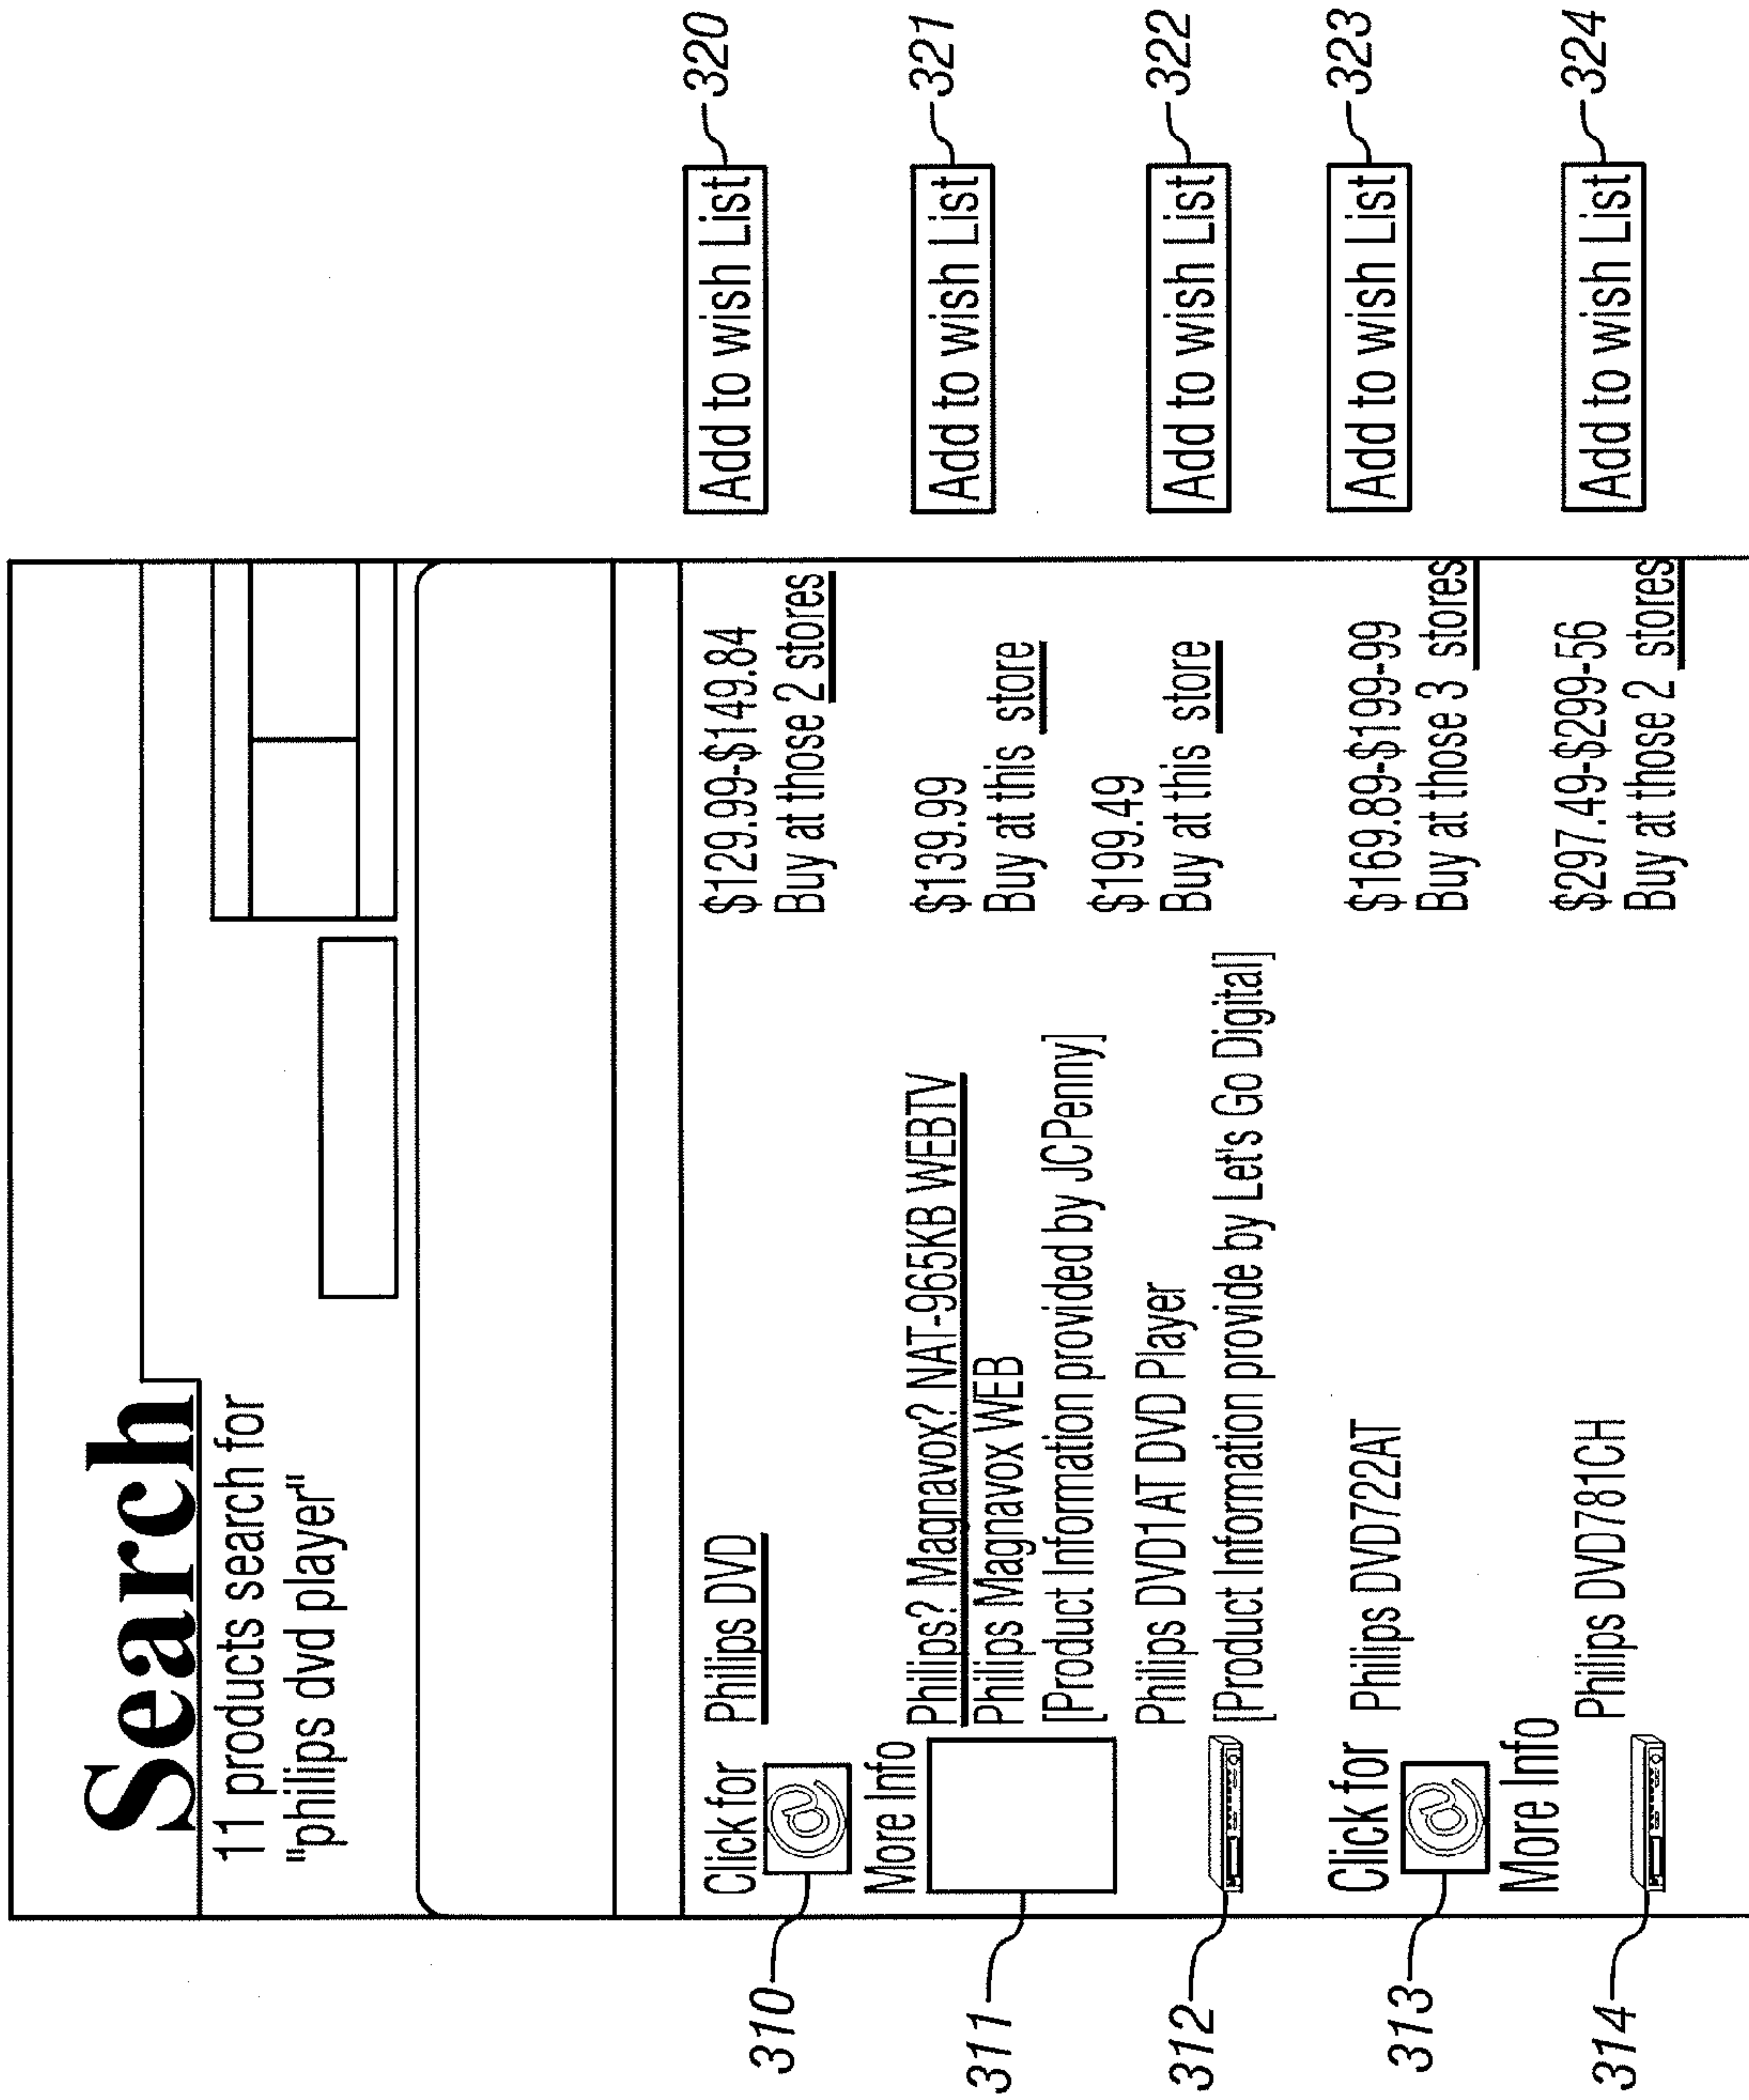 Search
11 products search for
"philips dvd player"
Click for
More Info
310
Philips DVD
$129.99-$149.84
Buy at those 2 stores
Add to wish List
320
311
Philips? Magnavox? NAT-965KB WEBTV
Philips Magnavox WEB
[Product Information provided by JCPenny]
$139.99
Buy at this store
Add to wish List
321
312
Philips DVD1AT DVD Player
[Product Information provide by Let's Go Digital]
$199.49
Buy at this store
Add to wish List
322
Click for
More Info
313
Philips DVD722AT
$169.89-$199-99
Buy at those 3 stores
Add to wish List
323
314
Philips DVD781CH
$297.49-$299-56
Buy at those 2 stores
Add to wish List
324